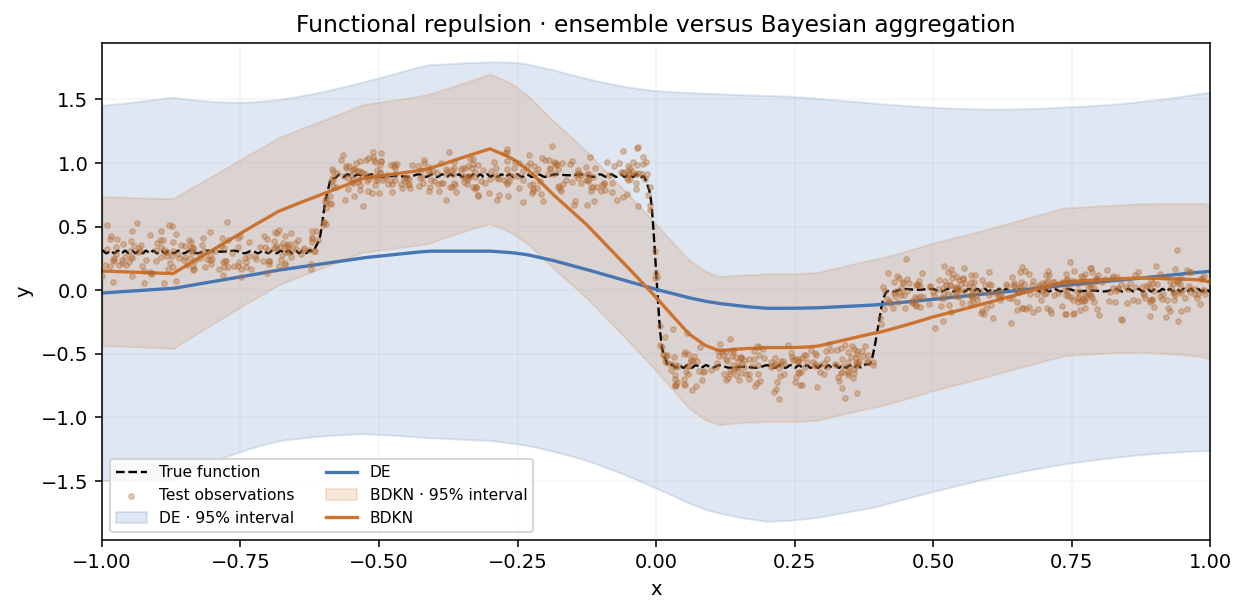 Functional repulsion · ensemble versus Bayesian aggregation
y
1.5
1.0
0.5
0.0
−0.5
−1.0
−1.5
True function
Test observations
DE · 95% interval
DE
BDKN · 95% interval
BDKN
−1.00 −0.75 −0.50 −0.25 0.00 0.25 0.50 0.75 1.00
x